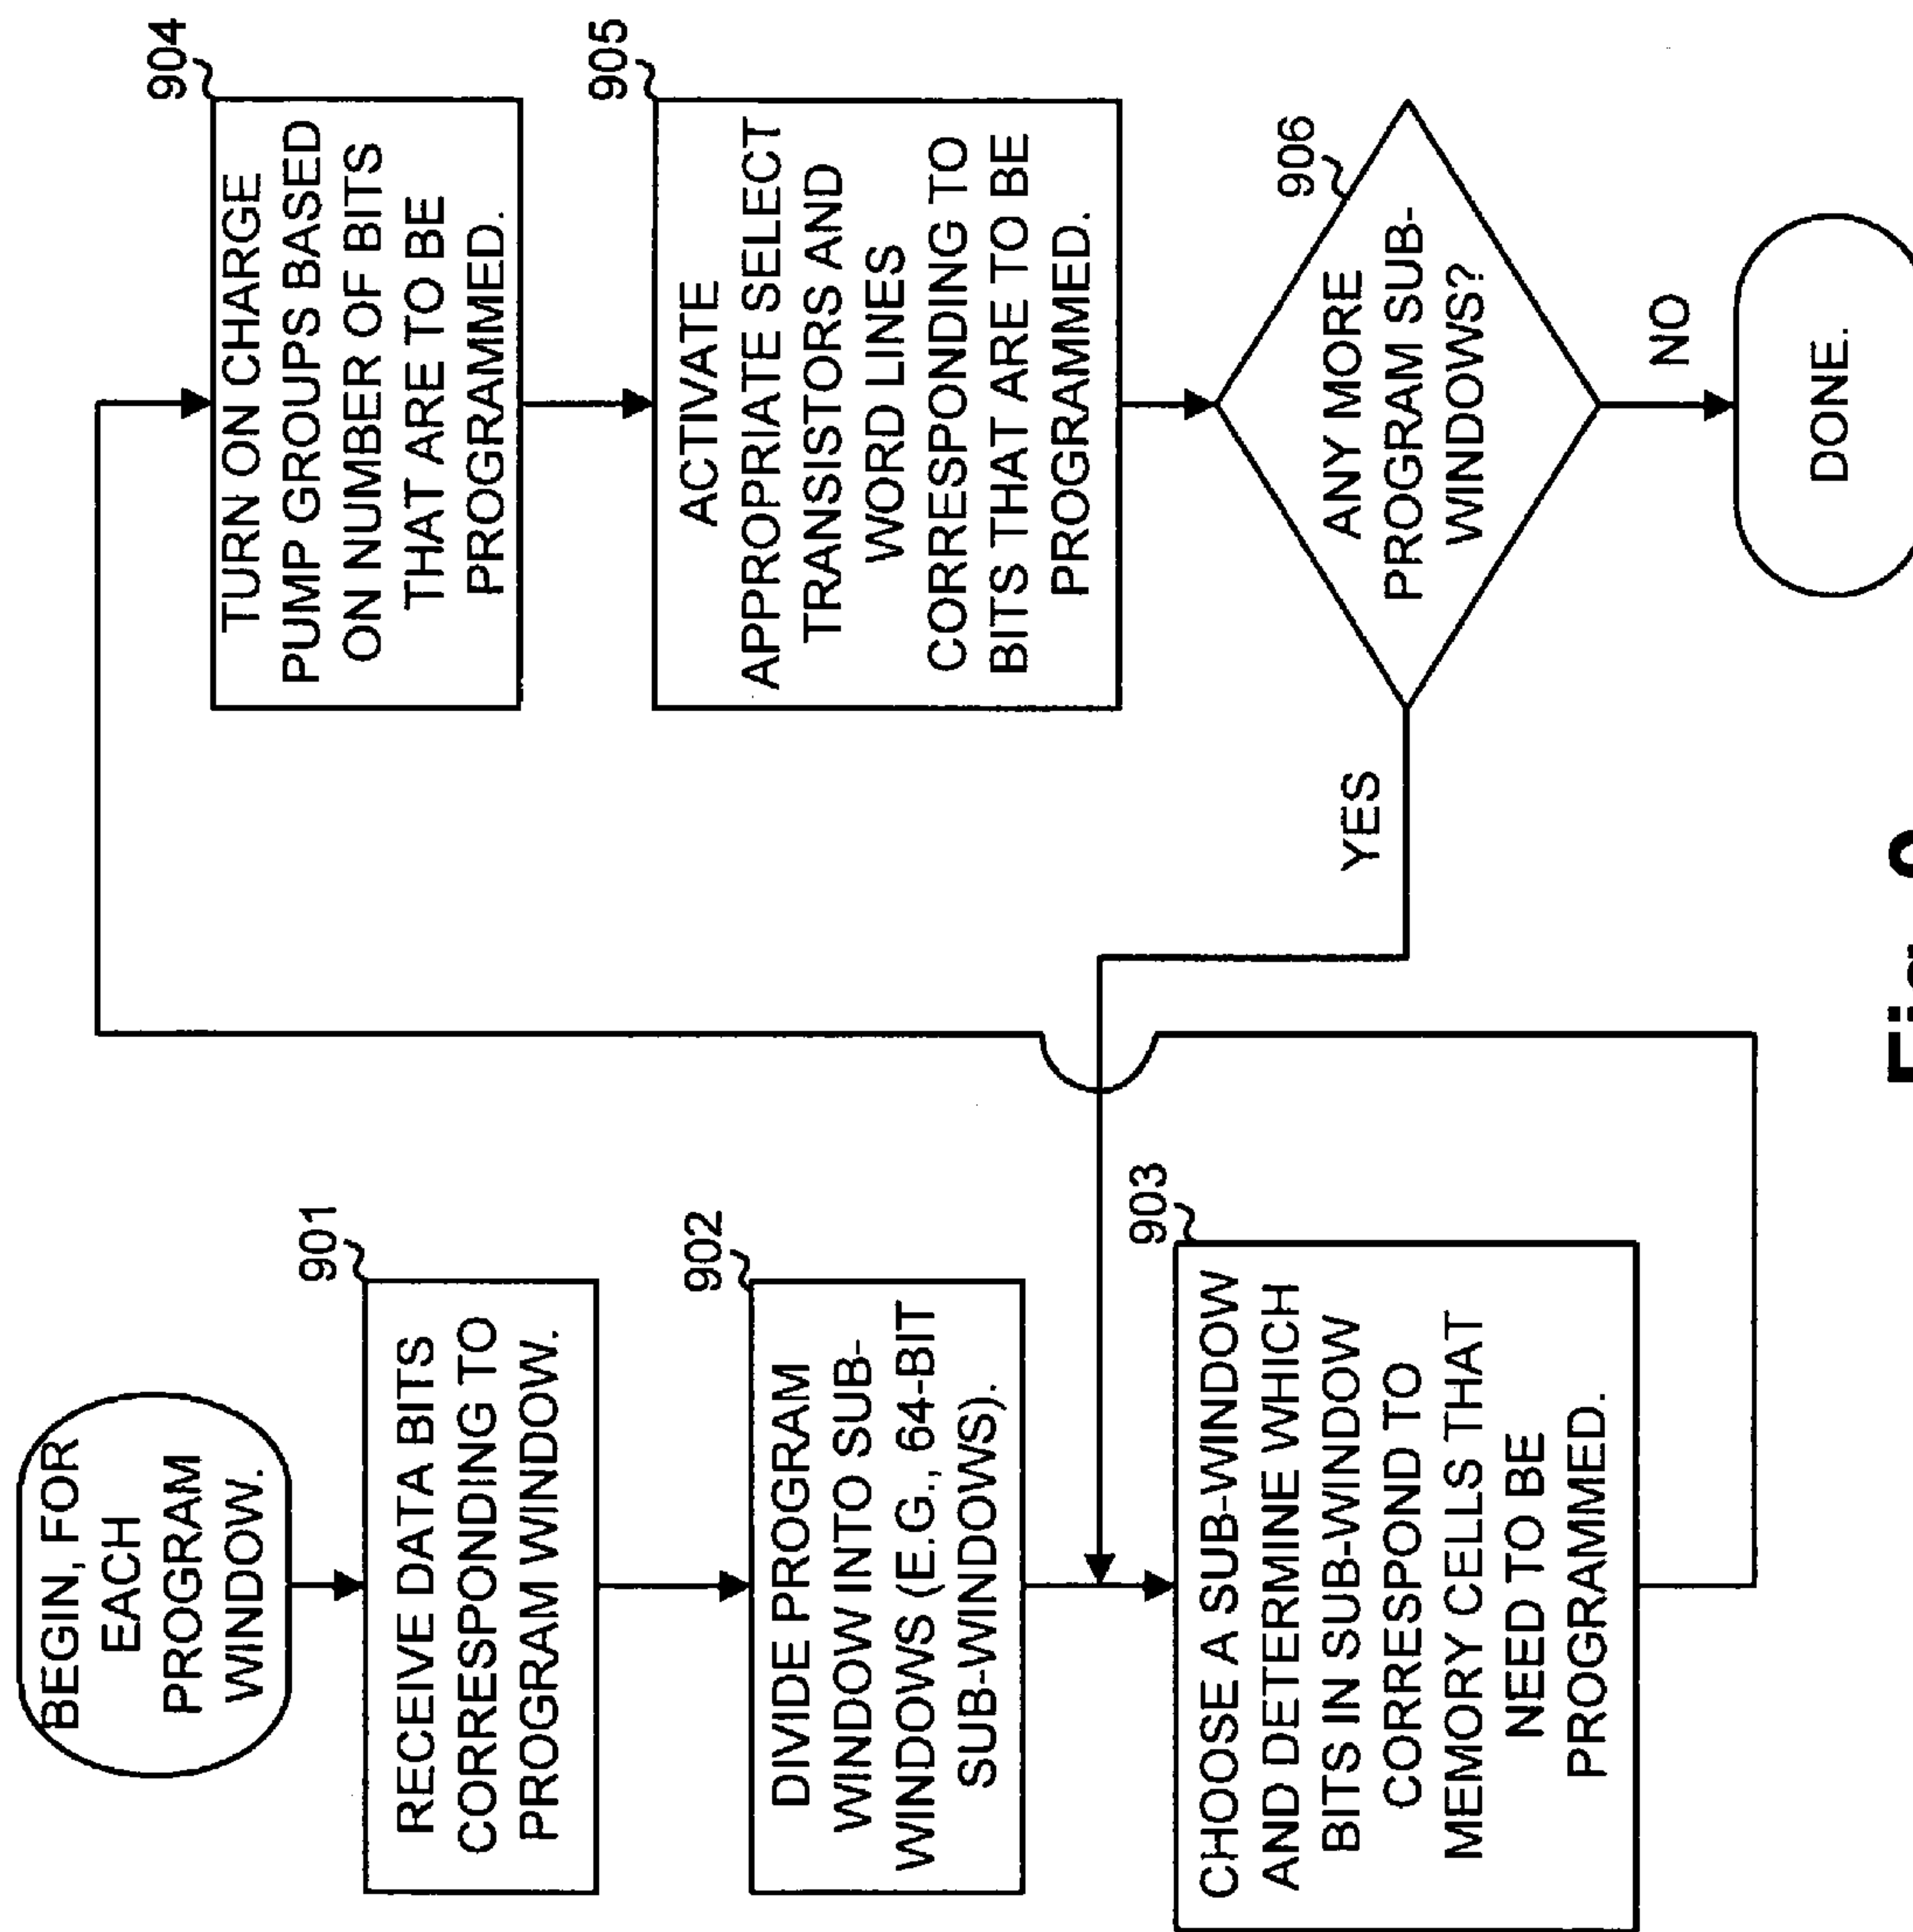 BEGIN, FOR
EACH
PROGRAM
WINDOW.
901
RECEIVE DATA BITS
CORRESPONDING TO
PROGRAM WINDOW.
902
DIVIDE PROGRAM
WINDOW INTO SUB-
WINDOWS (E.G., 64-BIT
SUB-WINDOWS).
903
CHOOSE A SUB-WINDOW
AND DETERMINE WHICH
BITS IN SUB-WINDOW
CORRESPOND TO
MEMORY CELLS THAT
NEED TO BE
PROGRAMMED.
904
TURN ON CHARGE
PUMP GROUPS BASED
ON NUMBER OF BITS
THAT ARE TO BE
PROGRAMMED.
905
ACTIVATE
APPROPRIATE SELECT
TRANSISTORS AND
WORD LINES
CORRESPONDING TO
BITS THAT ARE TO BE
PROGRAMMED.
906
ANY MORE
PROGRAM SUB-
WINDOWS?
YES
NO
DONE.